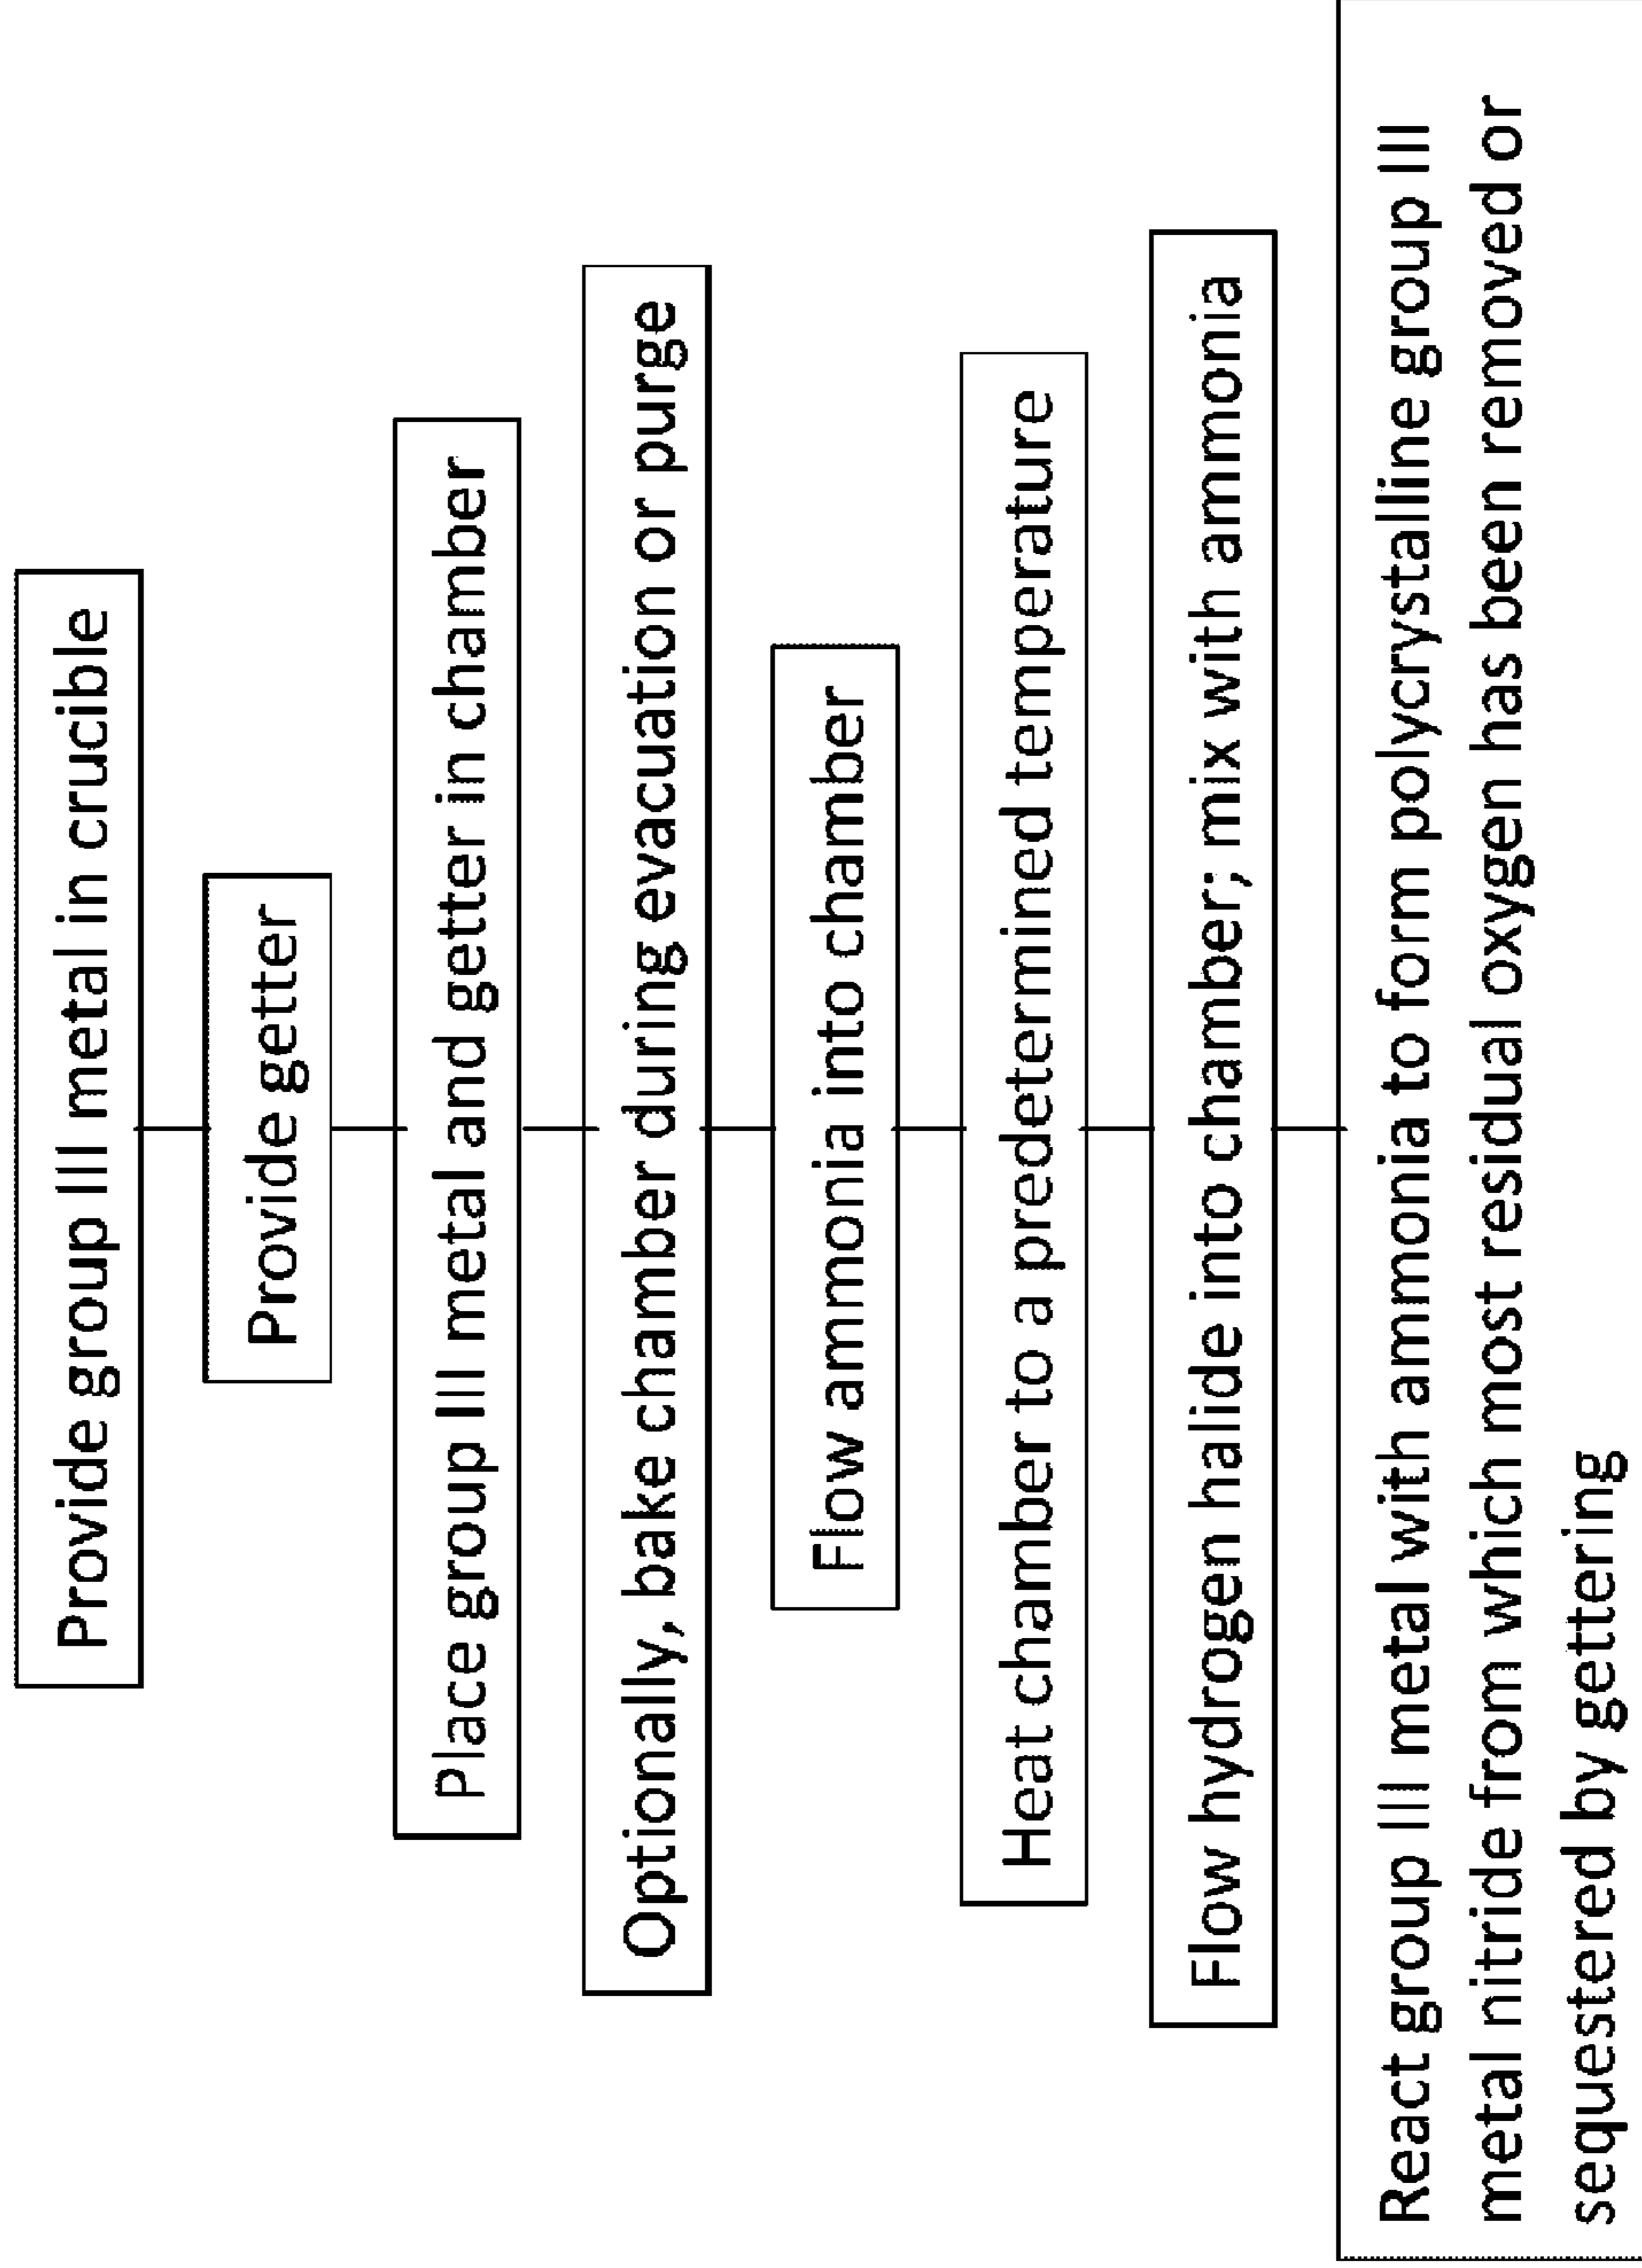 Provide group III metal in crucible
Provide getter
Place group III metal and getter in chamber
Optionally, bake chamber during evacuation or purge
Flow ammonia into chamber
Heat chamber to a predetermined temperature
Flow hydrogen halide into chamber; mix with ammonia
React group III metal with ammonia to form polycrystalline group III
metal nitride from which most residual oxygen has been removed or
sequestered by gettering